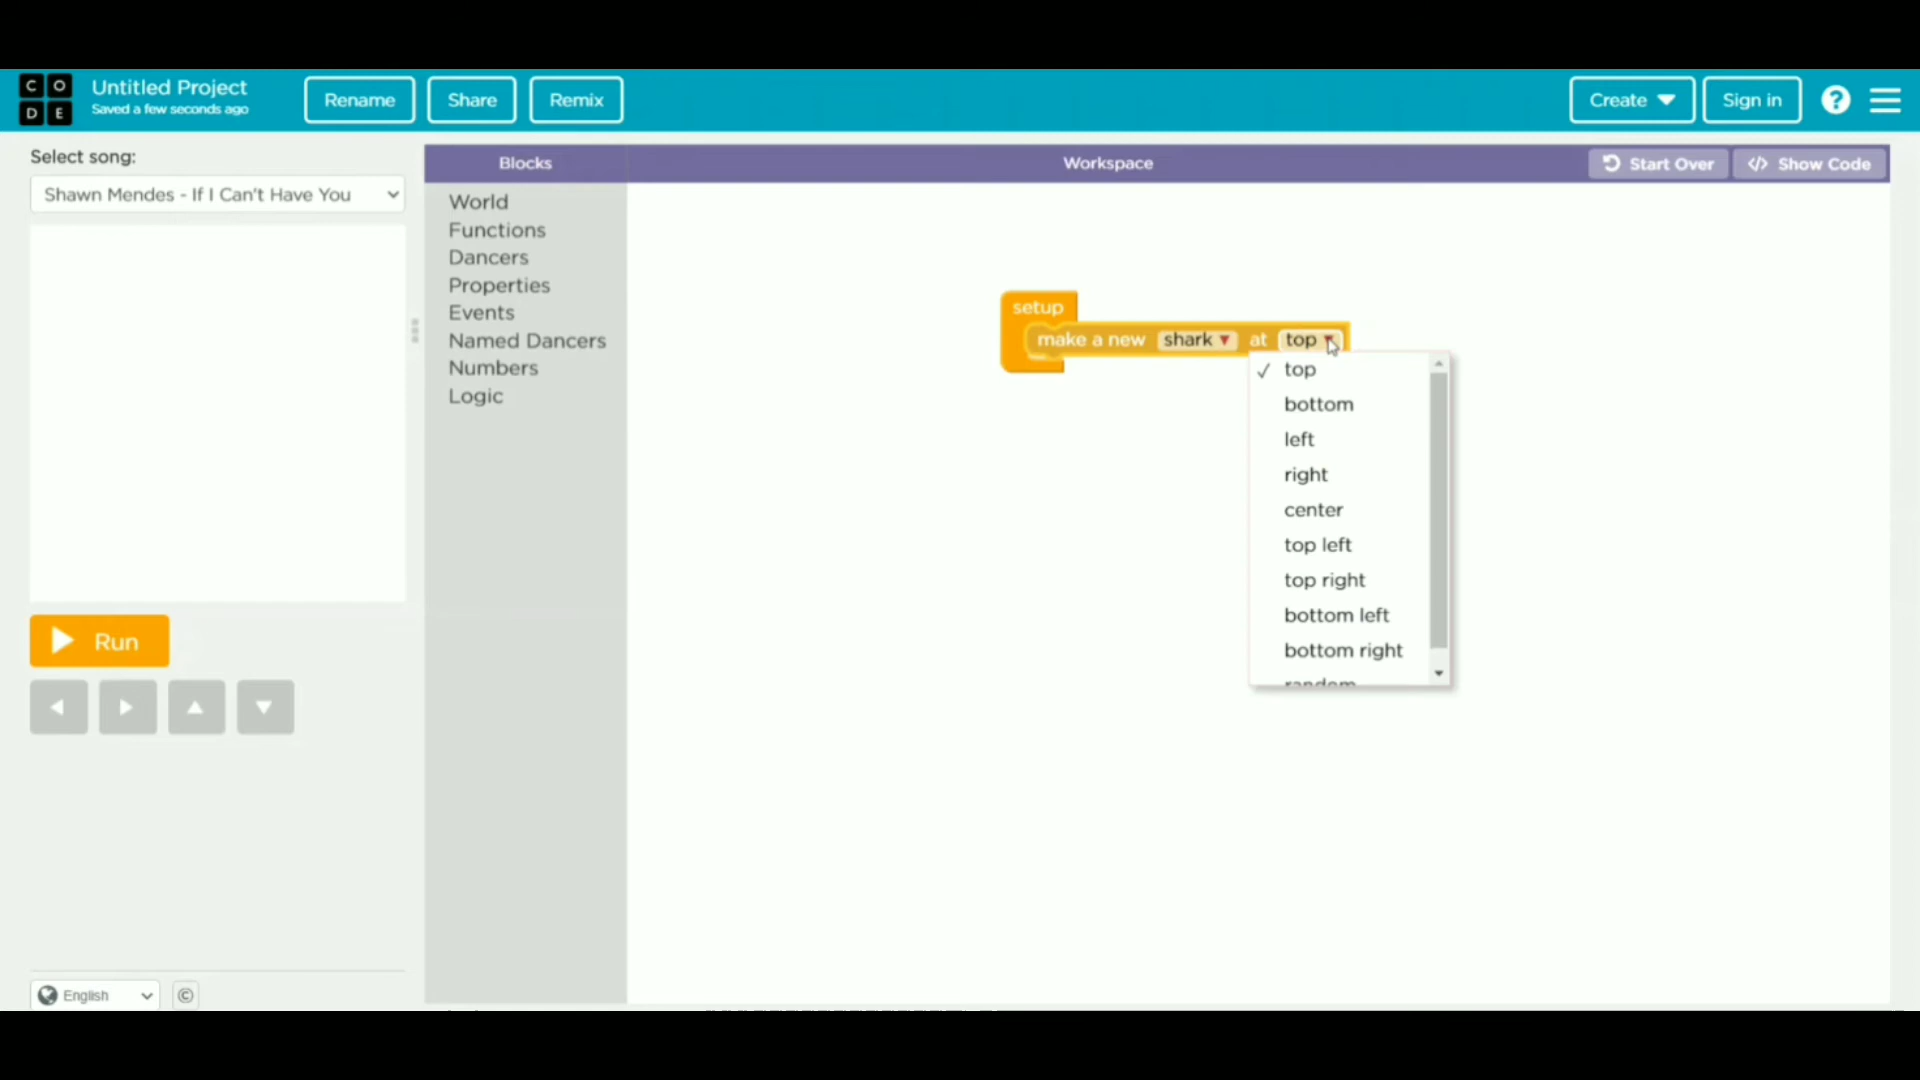 C O
D E
Untitled Project
Saved a few seconds ago
Rename
Share
Remix
Create
Sign in
?
Select song:
Shawn Mendes - If I Can't Have You
Blocks
Workspace
Start Over
</> Show Code
World
Functions
Dancers
Properties
Events
Named Dancers
Numbers
Logic
setup
make a new shark at top
✓ top
bottom
left
right
center
top left
top right
bottom left
bottom right
random
Run
English
©